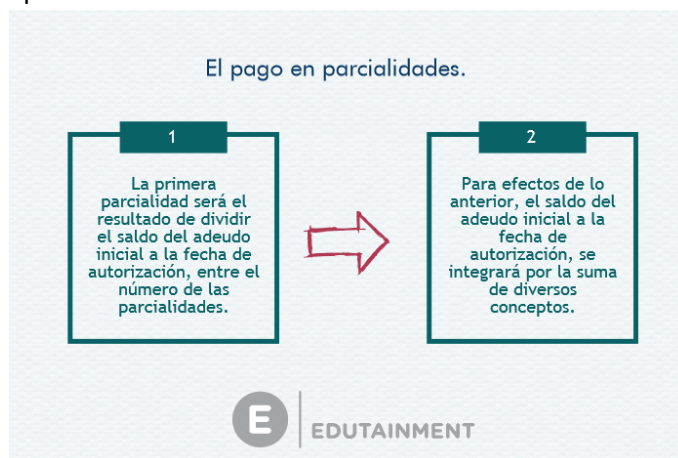 El pago en parcialidades.
1
La primera
parcialidad será el
resultado de dividir
el saldo del adeudo
inicial a la fecha de
autorización, entre el
número de las
parcialidades.
2
Para efectos de lo
anterior, el saldo del
adeudo inicial a la
fecha de
autorización, se
integrará por la suma
de diversos
conceptos.
E
EDUTAINMENT